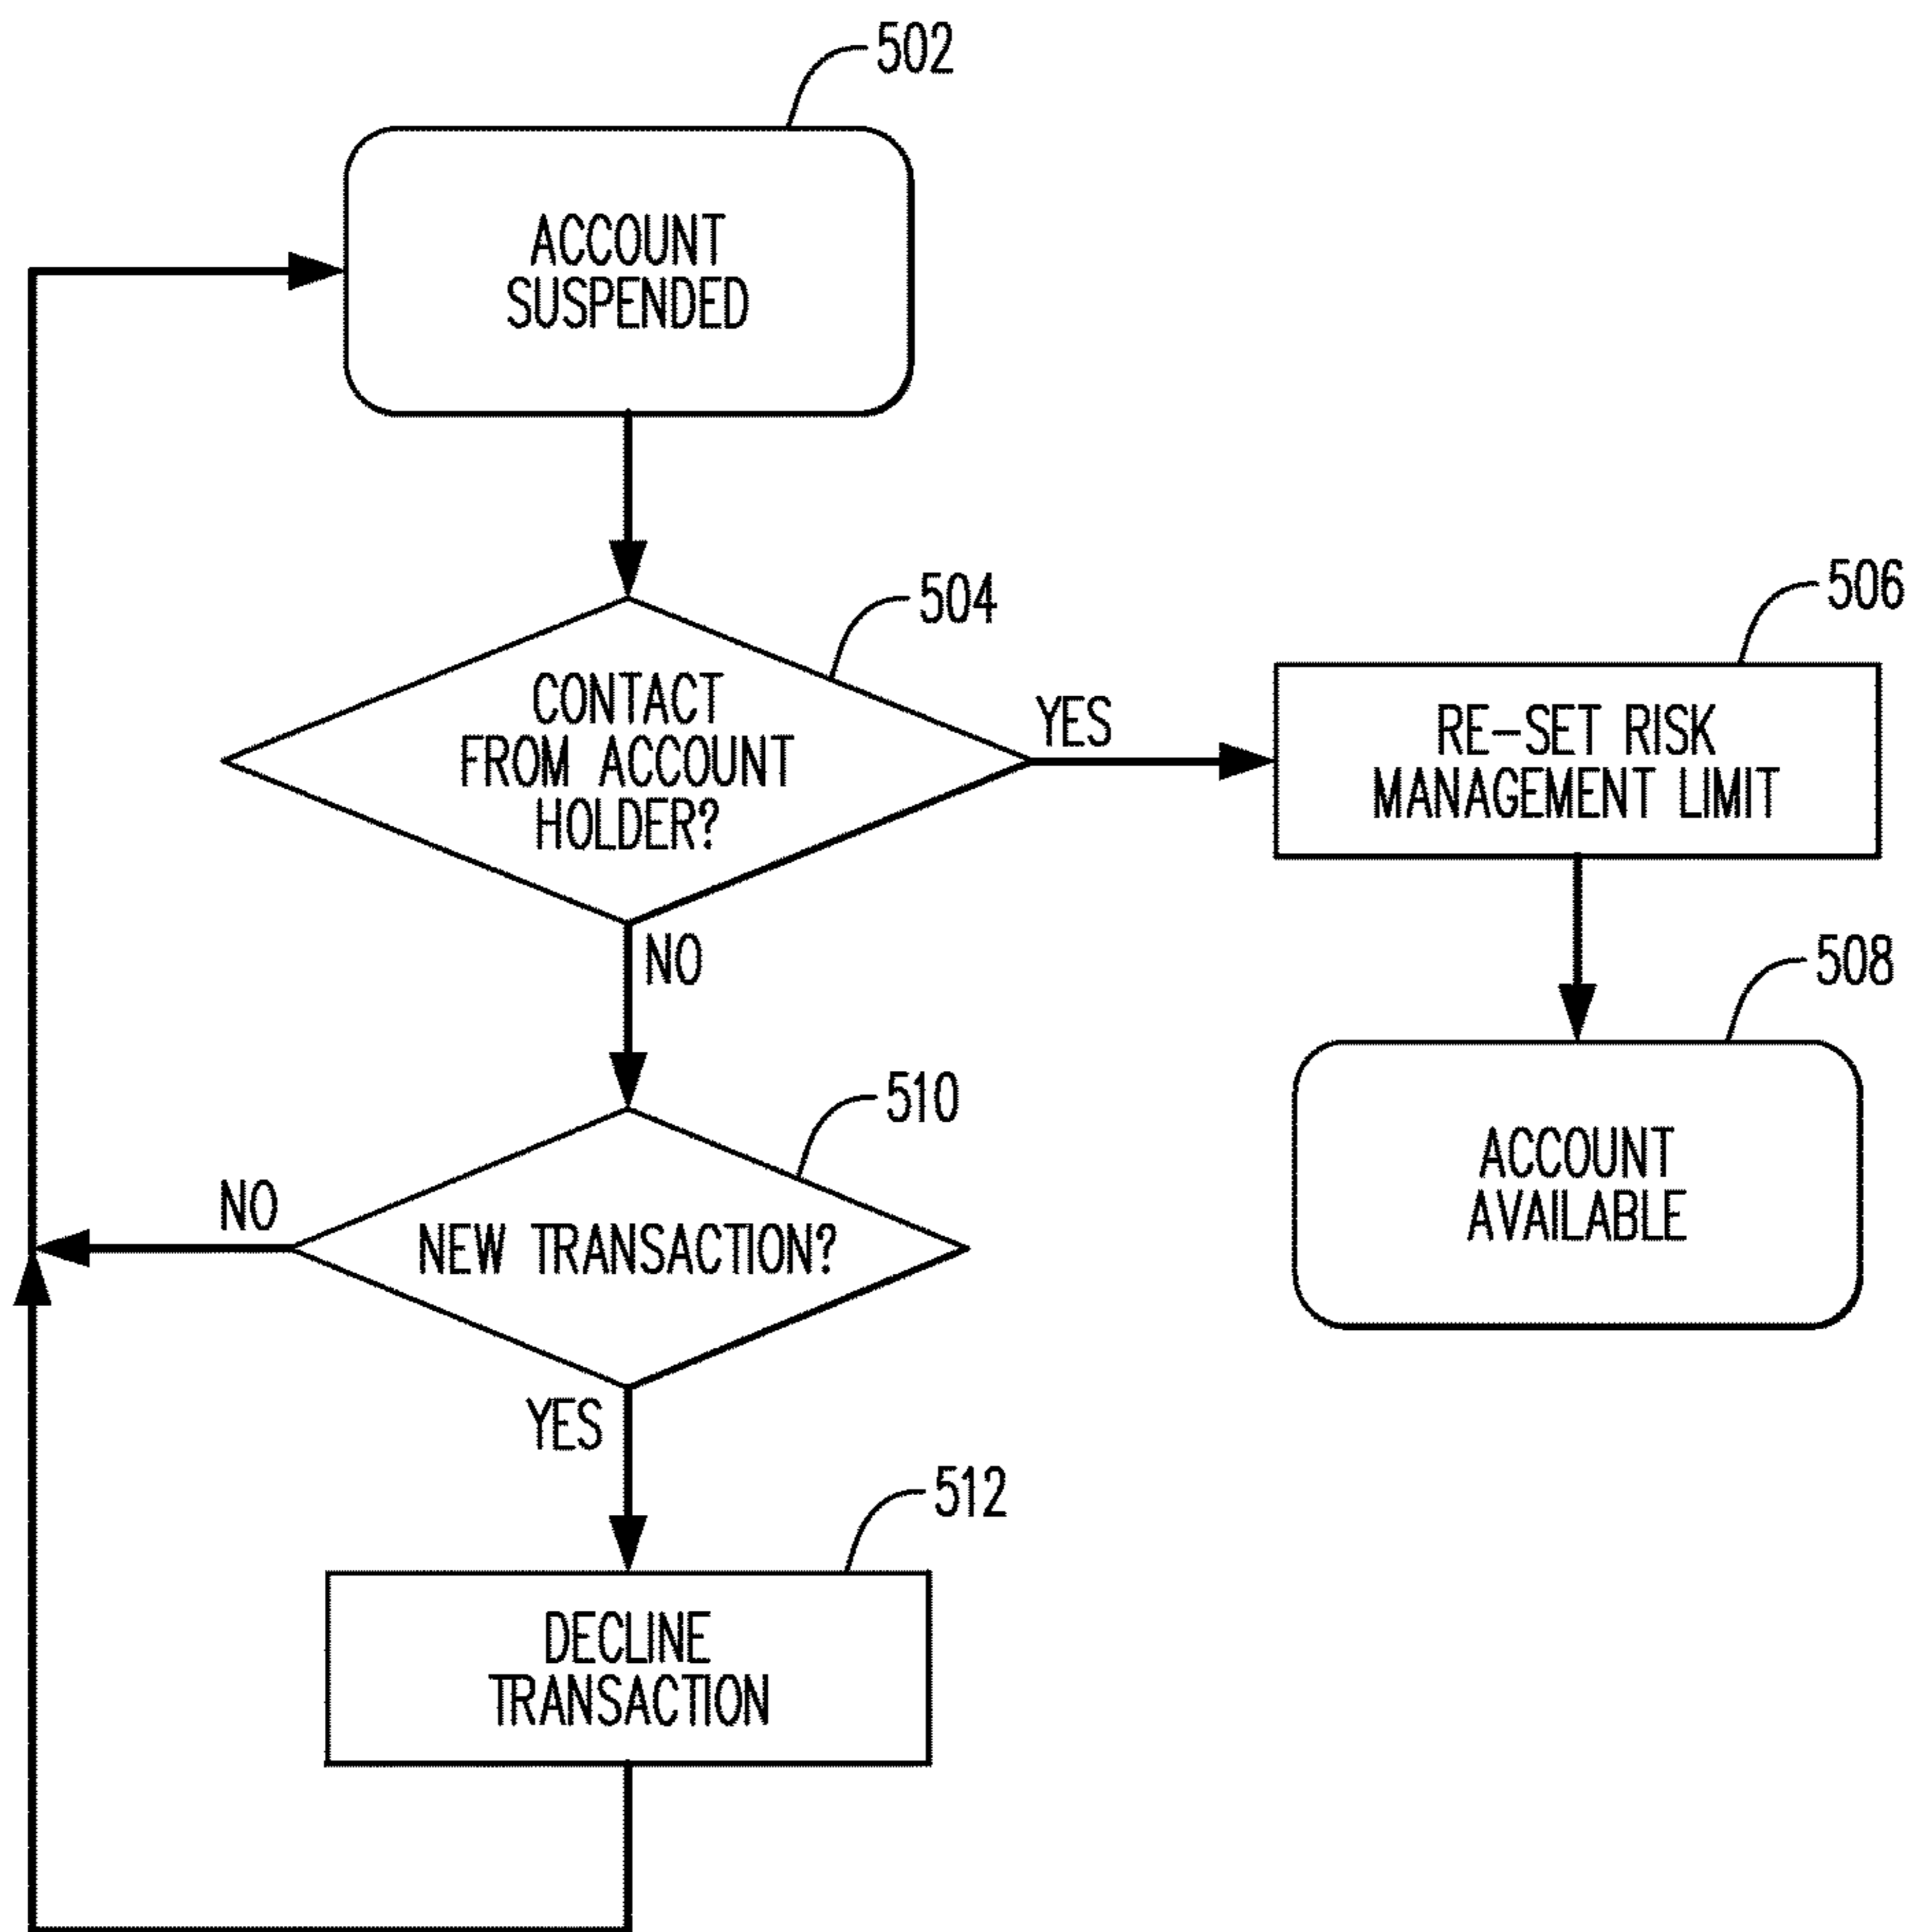 502
ACCOUNT
SUSPENDED
504
CONTACT
FROM ACCOUNT
HOLDER?
YES
506
RE-SET RISK
MANAGEMENT LIMIT
NO
508
ACCOUNT
AVAILABLE
510
NEW TRANSACTION?
NO
YES
512
DECLINE
TRANSACTION